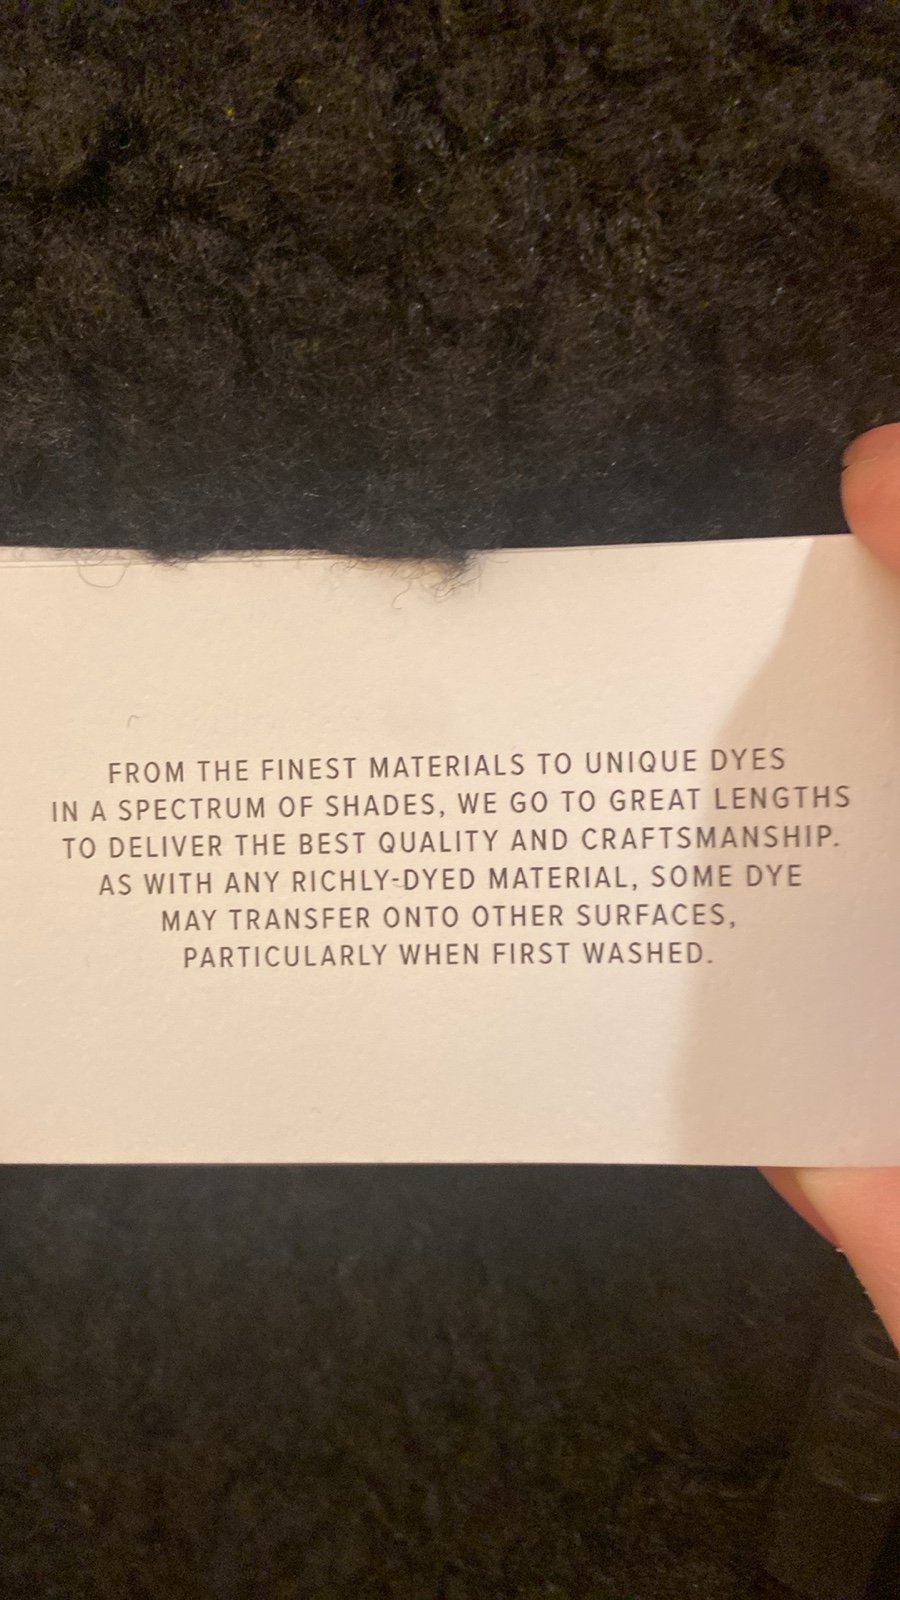 FROM THE FINEST MATERIALS TO UNIQUE DYES
IN A SPECTRUM OF SHADES, WE GO TO GREAT LENGTHS
TO DELIVER THE BEST QUALITY AND CRAFTSMANSHIP.
AS WITH ANY RICHLY-DYED MATERIAL, SOME DYE
MAY TRANSFER ONTO OTHER SURFACES,
PARTICULARLY WHEN FIRST WASHED.